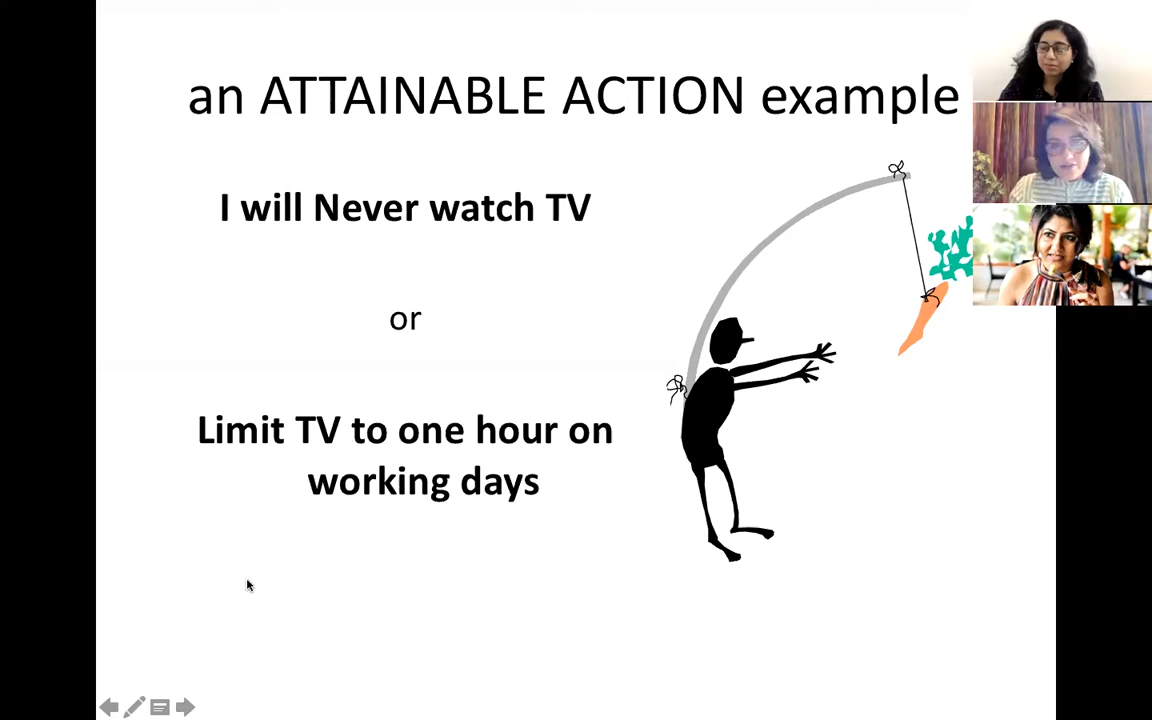 an ATTAINABLE ACTION example
I will Never watch TV
or
Limit TV to one hour on
working days